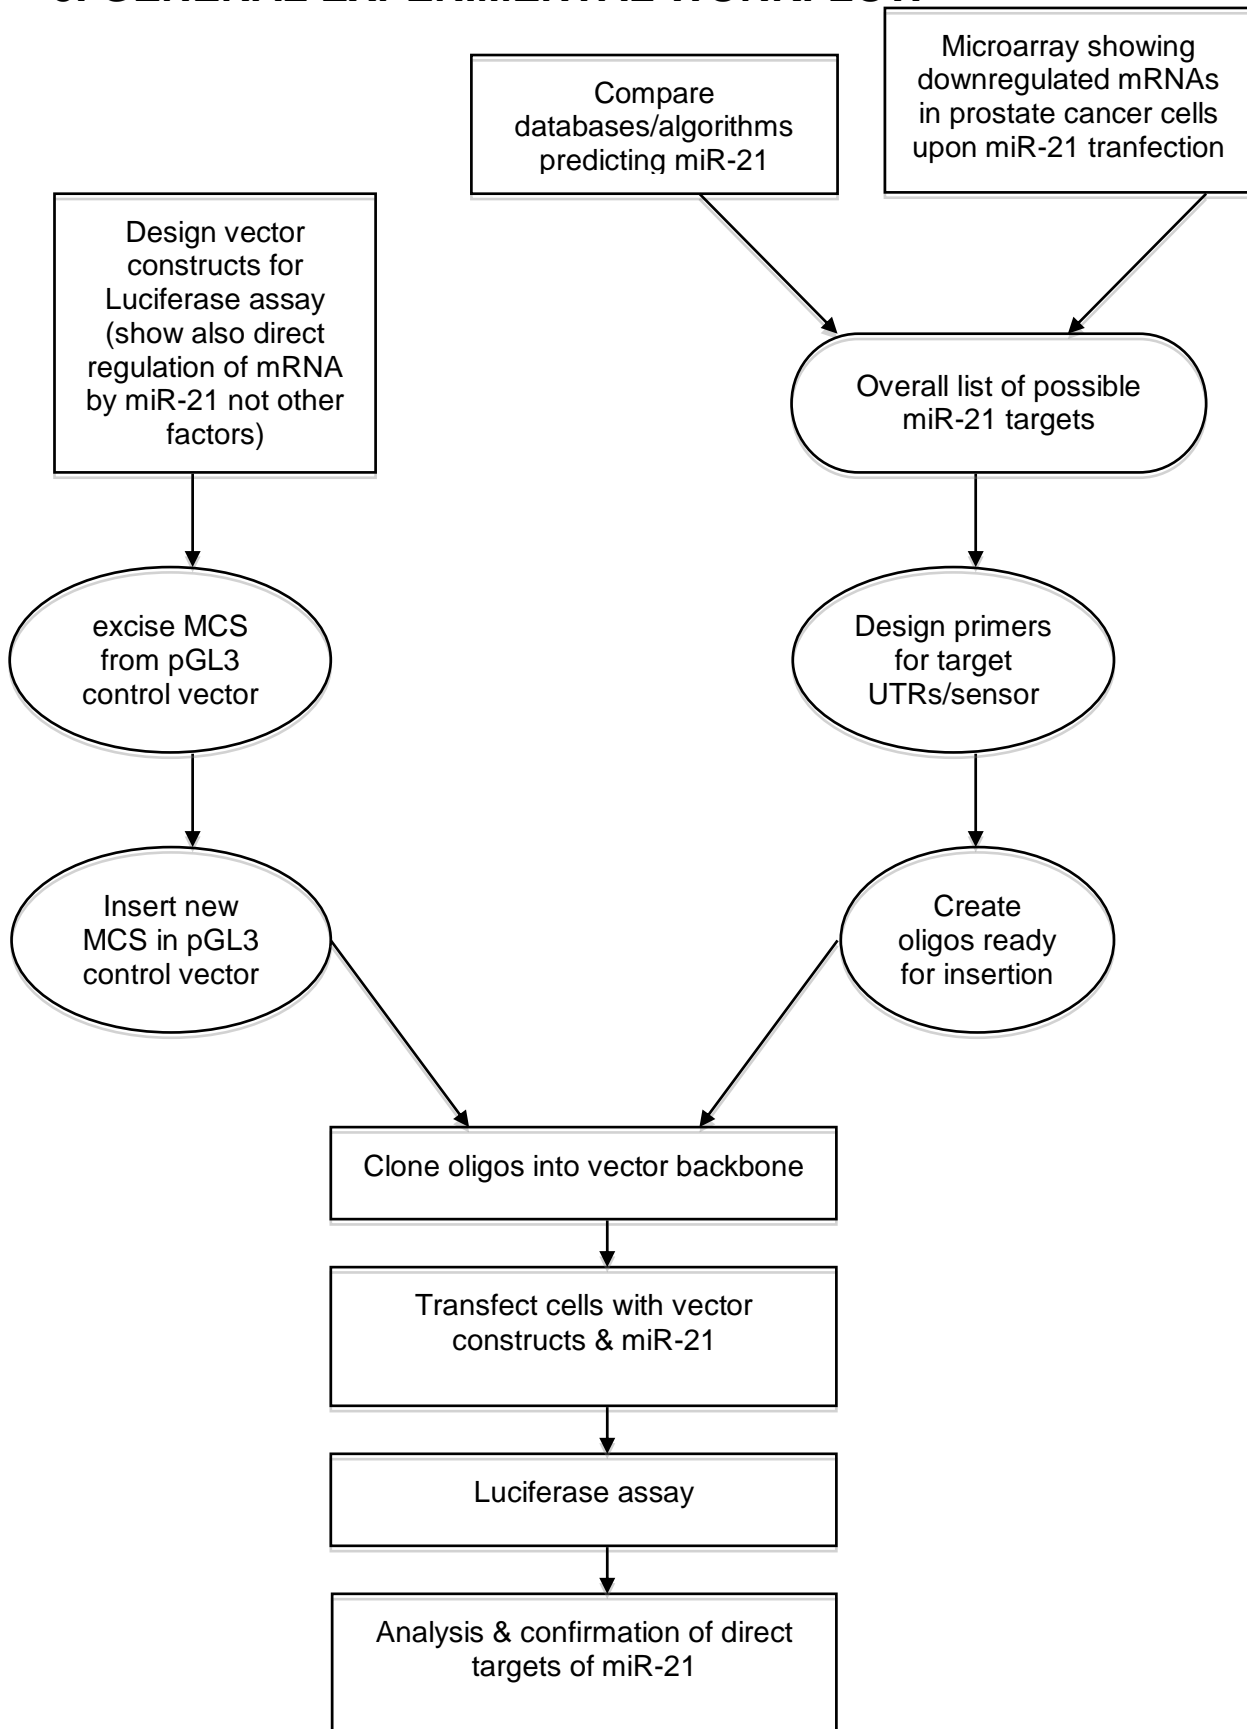 Microarray showing
downregulated mRNAs
in prostate cancer cells
upon miR-21 tranfection
Compare
databases/algorithms
predicting miR-21
Design vector
constructs for
Luciferase assay
(show also direct
regulation of mRNA
by miR-21 not other
factors)
Overall list of possible
miR-21 targets
excise MCS
from pGL3
control vector
Design primers
for target
UTRs/sensor
Insert new
MCS in pGL3
control vector
Create
oligos ready
for insertion
Clone oligos into vector backbone
Transfect cells with vector
constructs & miR-21
Luciferase assay
Analysis & confirmation of direct
targets of miR-21